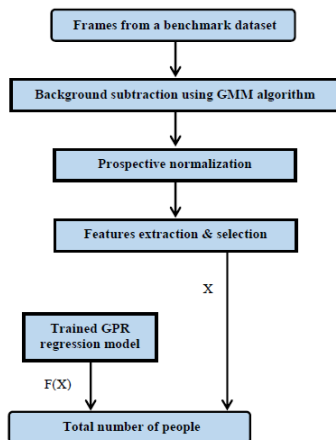 Frames from a benchmark dataset
Background subtraction using GMM algorithm
Prospective normalization
Features extraction & selection
X
Trained GPR
regression model
F(X)
Total number of people